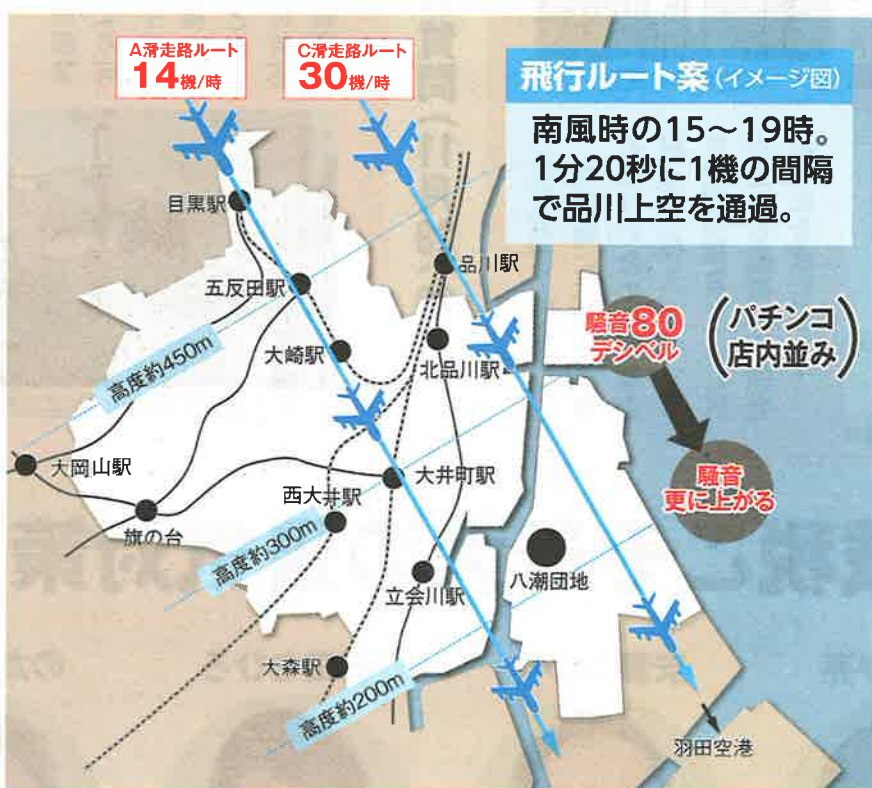 A滑走路ルート
14機/時
C滑走路ルート
30機/時
飛行ルート案(イメージ図)
南風時の15〜19時。
1分20秒に1機の間隔
で品川上空を通過。
目黒駅
品川駅
五反田駅
騒音80
デシベル
(パチンコ
店内並み)
大崎駅
北品川駅
高度約450m
大岡山駅
大井町駅
騒音
更に上がる
西大井駅
旗の台
高度約300m
八潮団地
立会川駅
大森駅
高度約200m
羽田空港